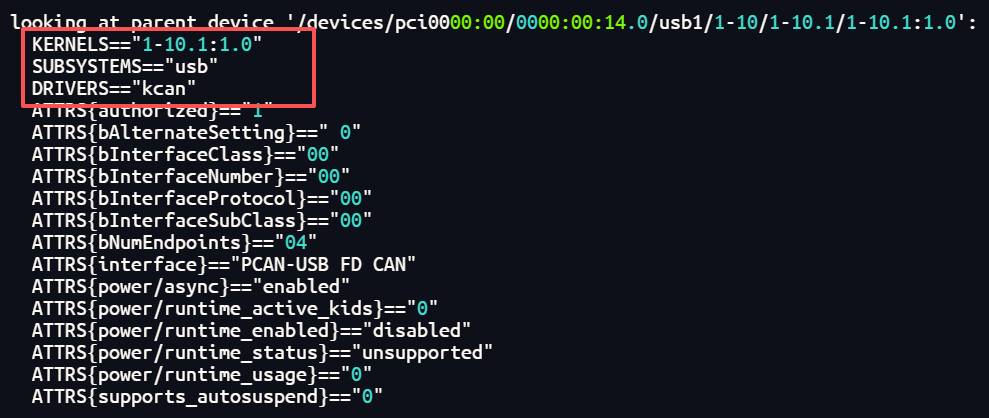 looking at parent device '/devices/pci0000:00/0000:00:14.0/usb1/1-10/1-10.1/1-10.1:1.0':
KERNELS=="1-10.1:1.0"
SUBSYSTEMS=="usb"
DRIVERS=="kcan"
ATTRS{authorized}=="1"
ATTRS{bAlternateSetting}==" 0"
ATTRS{bInterfaceClass}=="00"
ATTRS{bInterfaceNumber}=="00"
ATTRS{bInterfaceProtocol}=="00"
ATTRS{bInterfaceSubClass}=="00"
ATTRS{bNumEndpoints}=="04"
ATTRS{interface}=="PCAN-USB FD CAN"
ATTRS{power/async}=="enabled"
ATTRS{power/runtime_active_kids}=="0"
ATTRS{power/runtime_enabled}=="disabled"
ATTRS{power/runtime_status}=="unsupported"
ATTRS{power/runtime_usage}=="0"
ATTRS{supports_autosuspend}=="0"